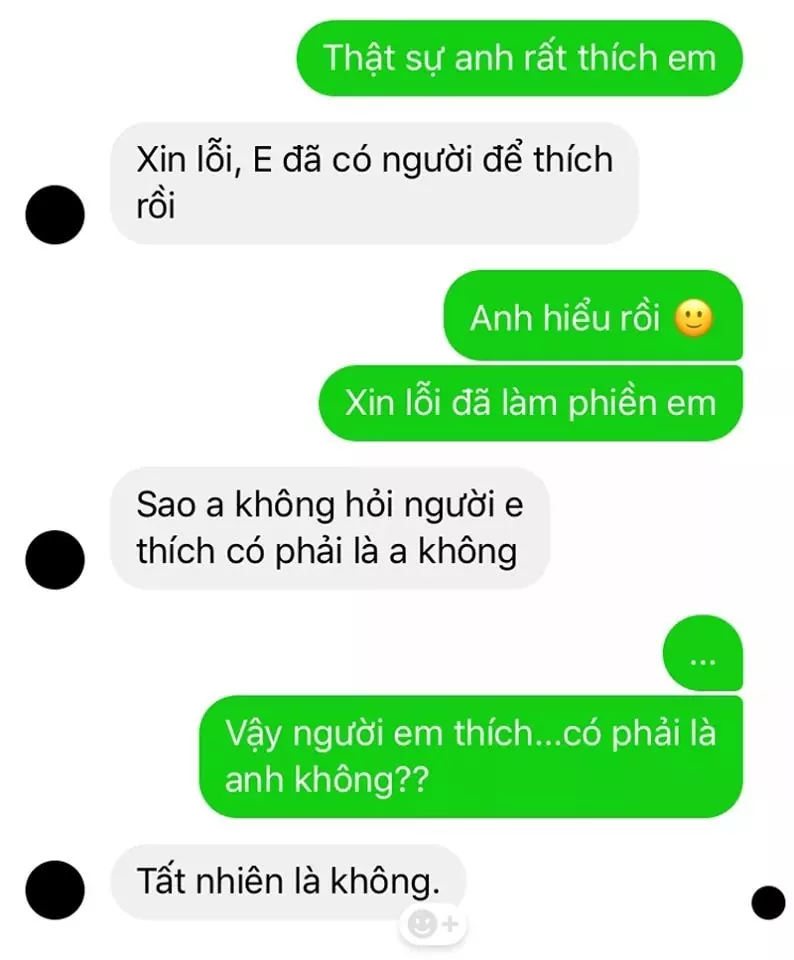 Thật sự anh rất thích em
Xin lỗi, E đã có người để thích
rồi
Anh hiểu rồi 🙂
Xin lỗi đã làm phiền em
Sao a không hỏi người e
thích có phải là a không
...
Vậy người em thích...có phải là
anh không??
Tất nhiên là không.